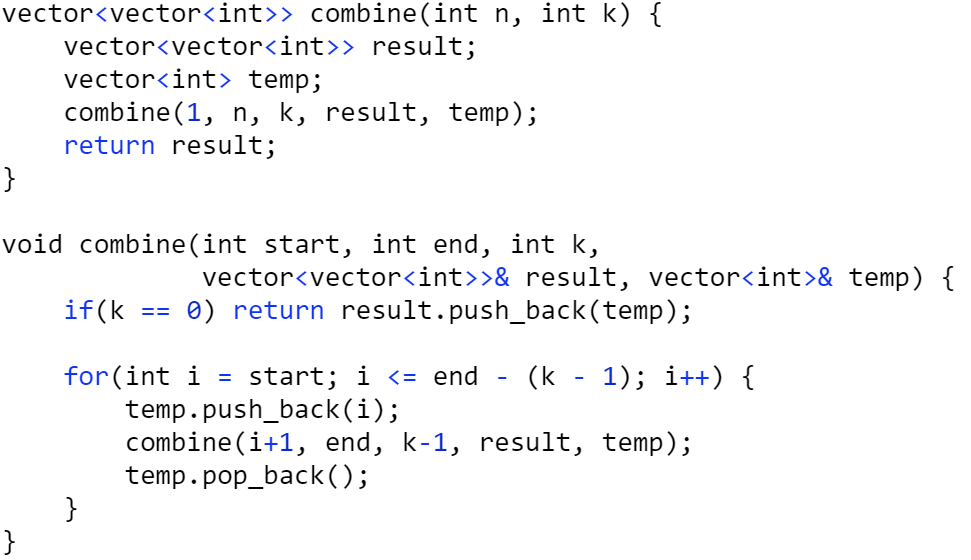 vector<vector<int>> combine(int n, int k) {
    vector<vector<int>> result;
    vector<int> temp;
    combine(1, n, k, result, temp);
    return result;
}

void combine(int start, int end, int k,
             vector<vector<int>>& result, vector<int>& temp) {
    if(k == 0) return result.push_back(temp);

    for(int i = start; i <= end - (k - 1); i++) {
        temp.push_back(i);
        combine(i+1, end, k-1, result, temp);
        temp.pop_back();
    }
}